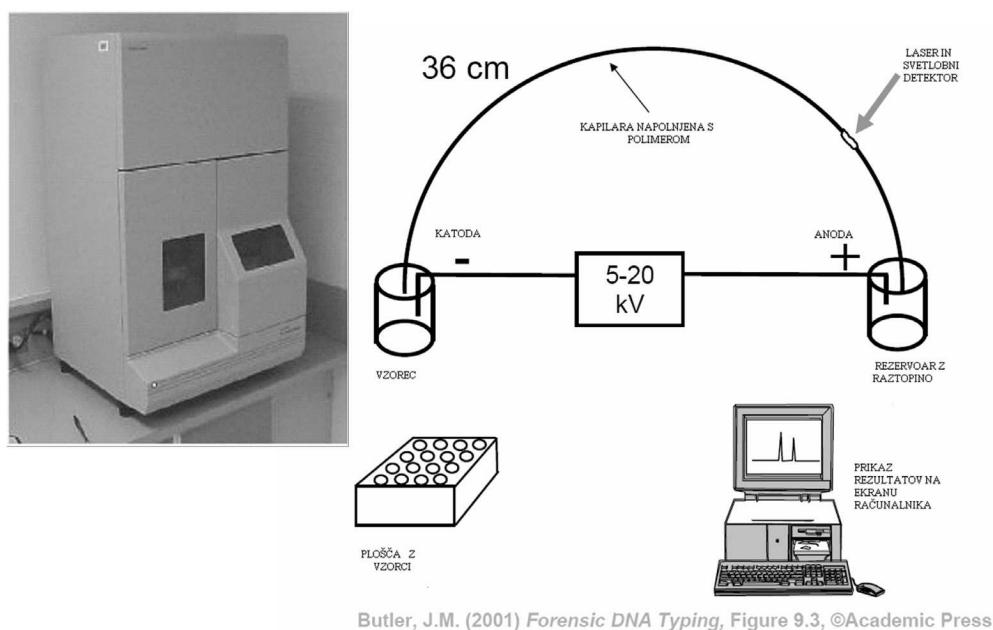 36 cm
LASER IN
SVETLOBNI
DETEKTOR
KAPILARA NAPOLNJENA S
POLIMEROM
KATODA
-
ANODA
+
5-20
kV
VZOREC
REZERVOAR Z
RAZTOPINO
PLOŠČA Z
VZORCI
PRIKAZ
REZULTATOV NA
EKRANU
RAČUNALNIKA
Butler, J.M. (2001) Forensic DNA Typing, Figure 9.3, ©Academic Press